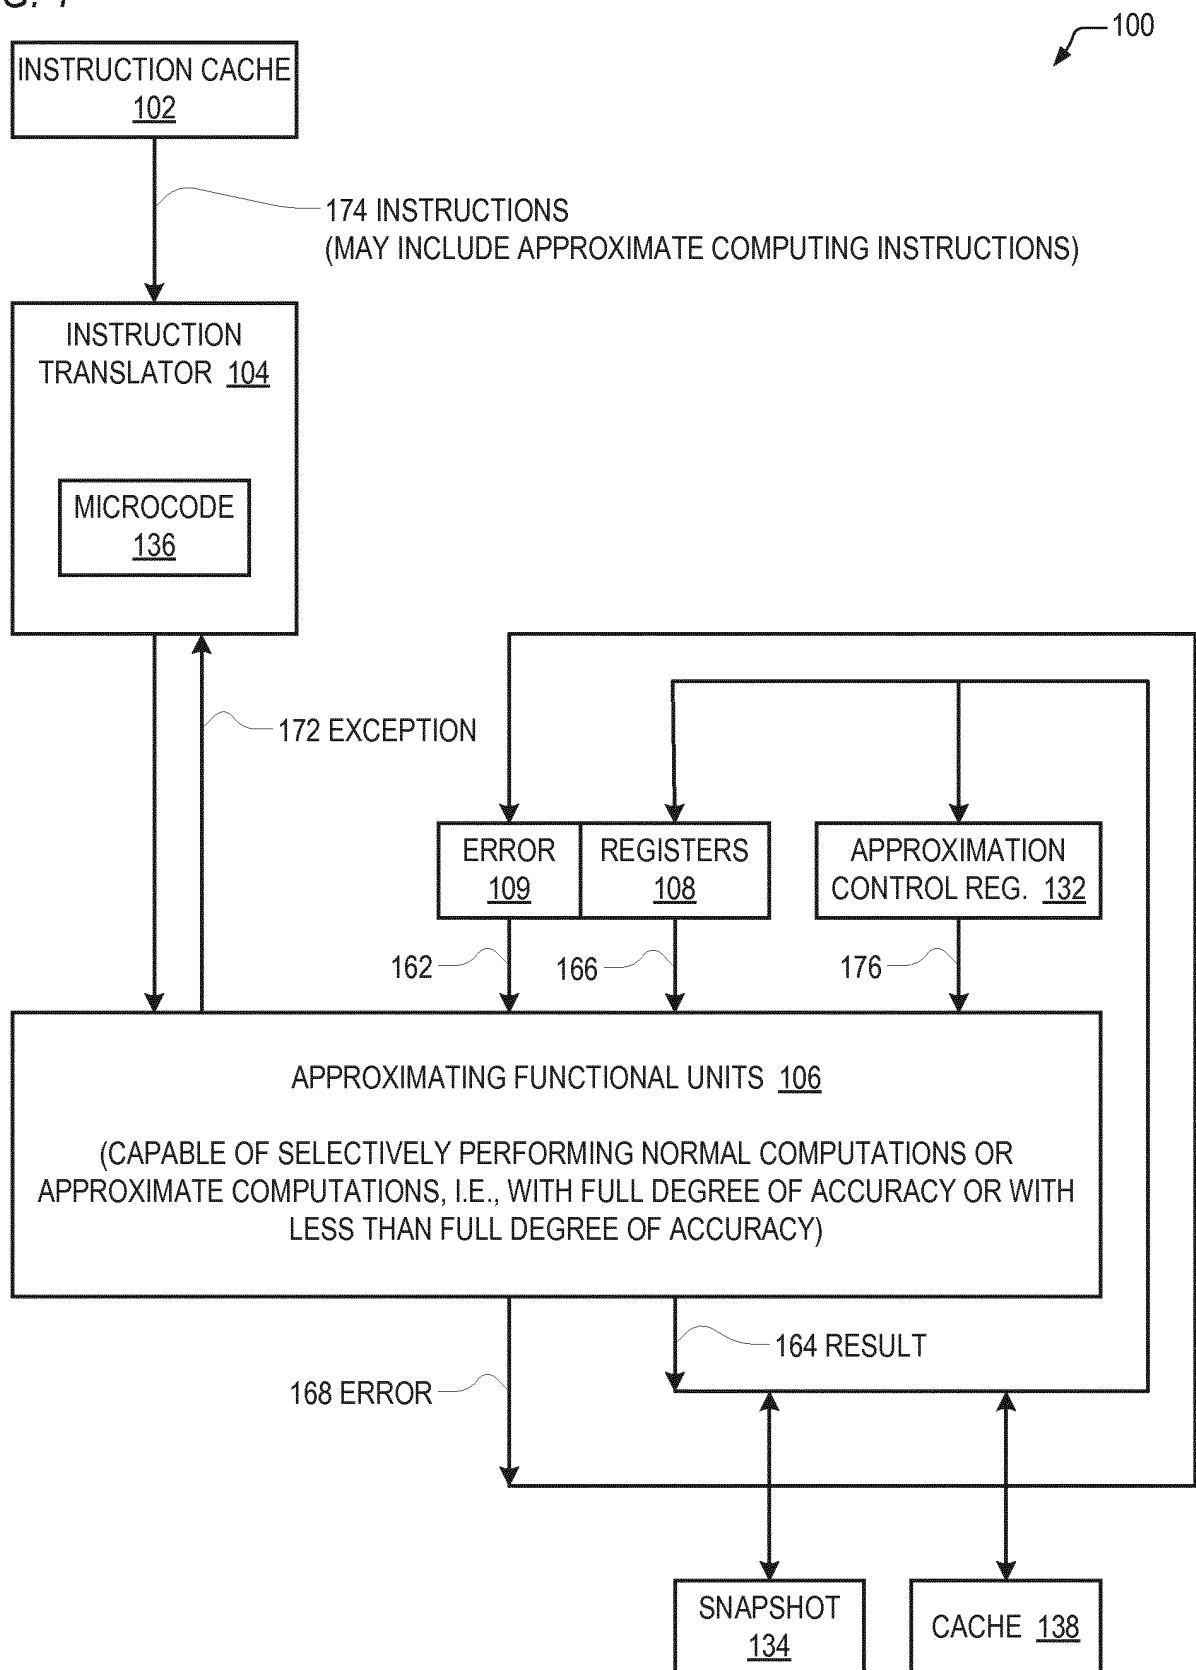 100
INSTRUCTION CACHE
102
174 INSTRUCTIONS
(MAY INCLUDE APPROXIMATE COMPUTING INSTRUCTIONS)
INSTRUCTION
TRANSLATOR 104
MICROCODE
136
172 EXCEPTION
ERROR
109
REGISTERS
108
APPROXIMATION
CONTROL REG. 132
162
166
176
APPROXIMATING FUNCTIONAL UNITS 106
(CAPABLE OF SELECTIVELY PERFORMING NORMAL COMPUTATIONS OR
APPROXIMATE COMPUTATIONS, I.E., WITH FULL DEGREE OF ACCURACY OR WITH
LESS THAN FULL DEGREE OF ACCURACY)
164 RESULT
168 ERROR
SNAPSHOT
134
CACHE 138